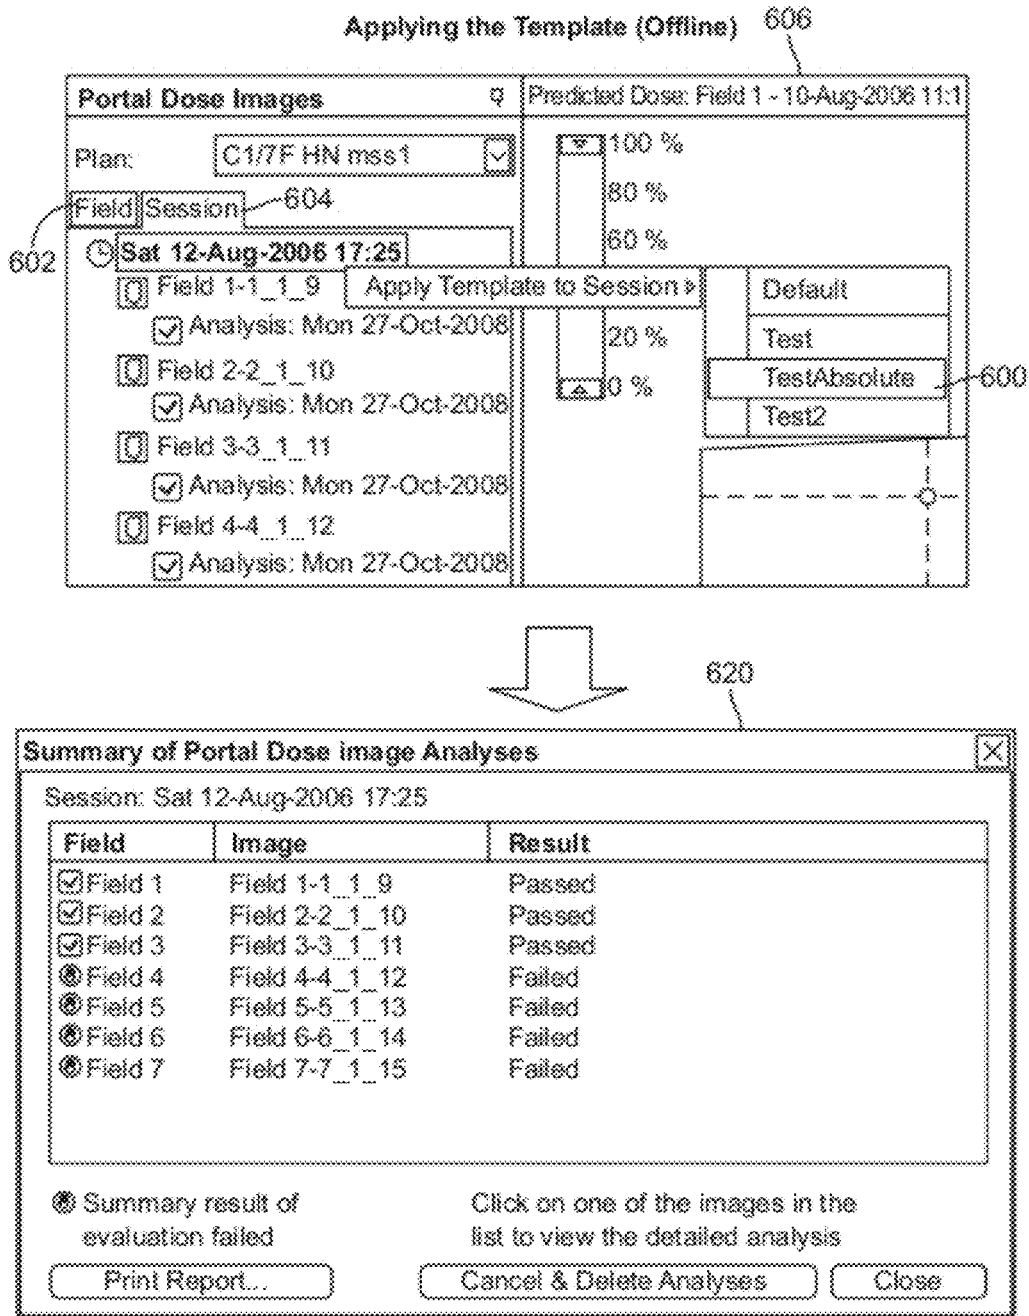 Applying the Template (Offline)
606
Portal Dose Images
Predicted Dose: Field 1 - 10-Aug-2006 11:1
Plan:
C1/7F HN mss1
100 %
80 %
60 %
20 %
0 %
Field
Session
604
602
Sat 12-Aug-2006 17:25
Field 1-1_1_9
Apply Template to Session
Default
Test
TestAbsolute
600
Test2
Analysis: Mon 27-Oct-2008
Field 2-2_1_10
Analysis: Mon 27-Oct-2008
Field 3-3_1_11
Analysis: Mon 27-Oct-2008
Field 4-4_1_12
Analysis: Mon 27-Oct-2008
620
Summary of Portal Dose image Analyses
Session: Sat 12-Aug-2006 17:25
Field Image Result
Field 1 Field 1-1_1_9 Passed
Field 2 Field 2-2_1_10 Passed
Field 3 Field 3-3_1_11 Passed
Field 4 Field 4-4_1_12 Failed
Field 5 Field 5-5_1_13 Failed
Field 6 Field 6-6_1_14 Failed
Field 7 Field 7-7_1_15 Failed
Summary result of
evaluation failed
Click on one of the images in the
list to view the detailed analysis
Print Report...
Cancel & Delete Analyses
Close